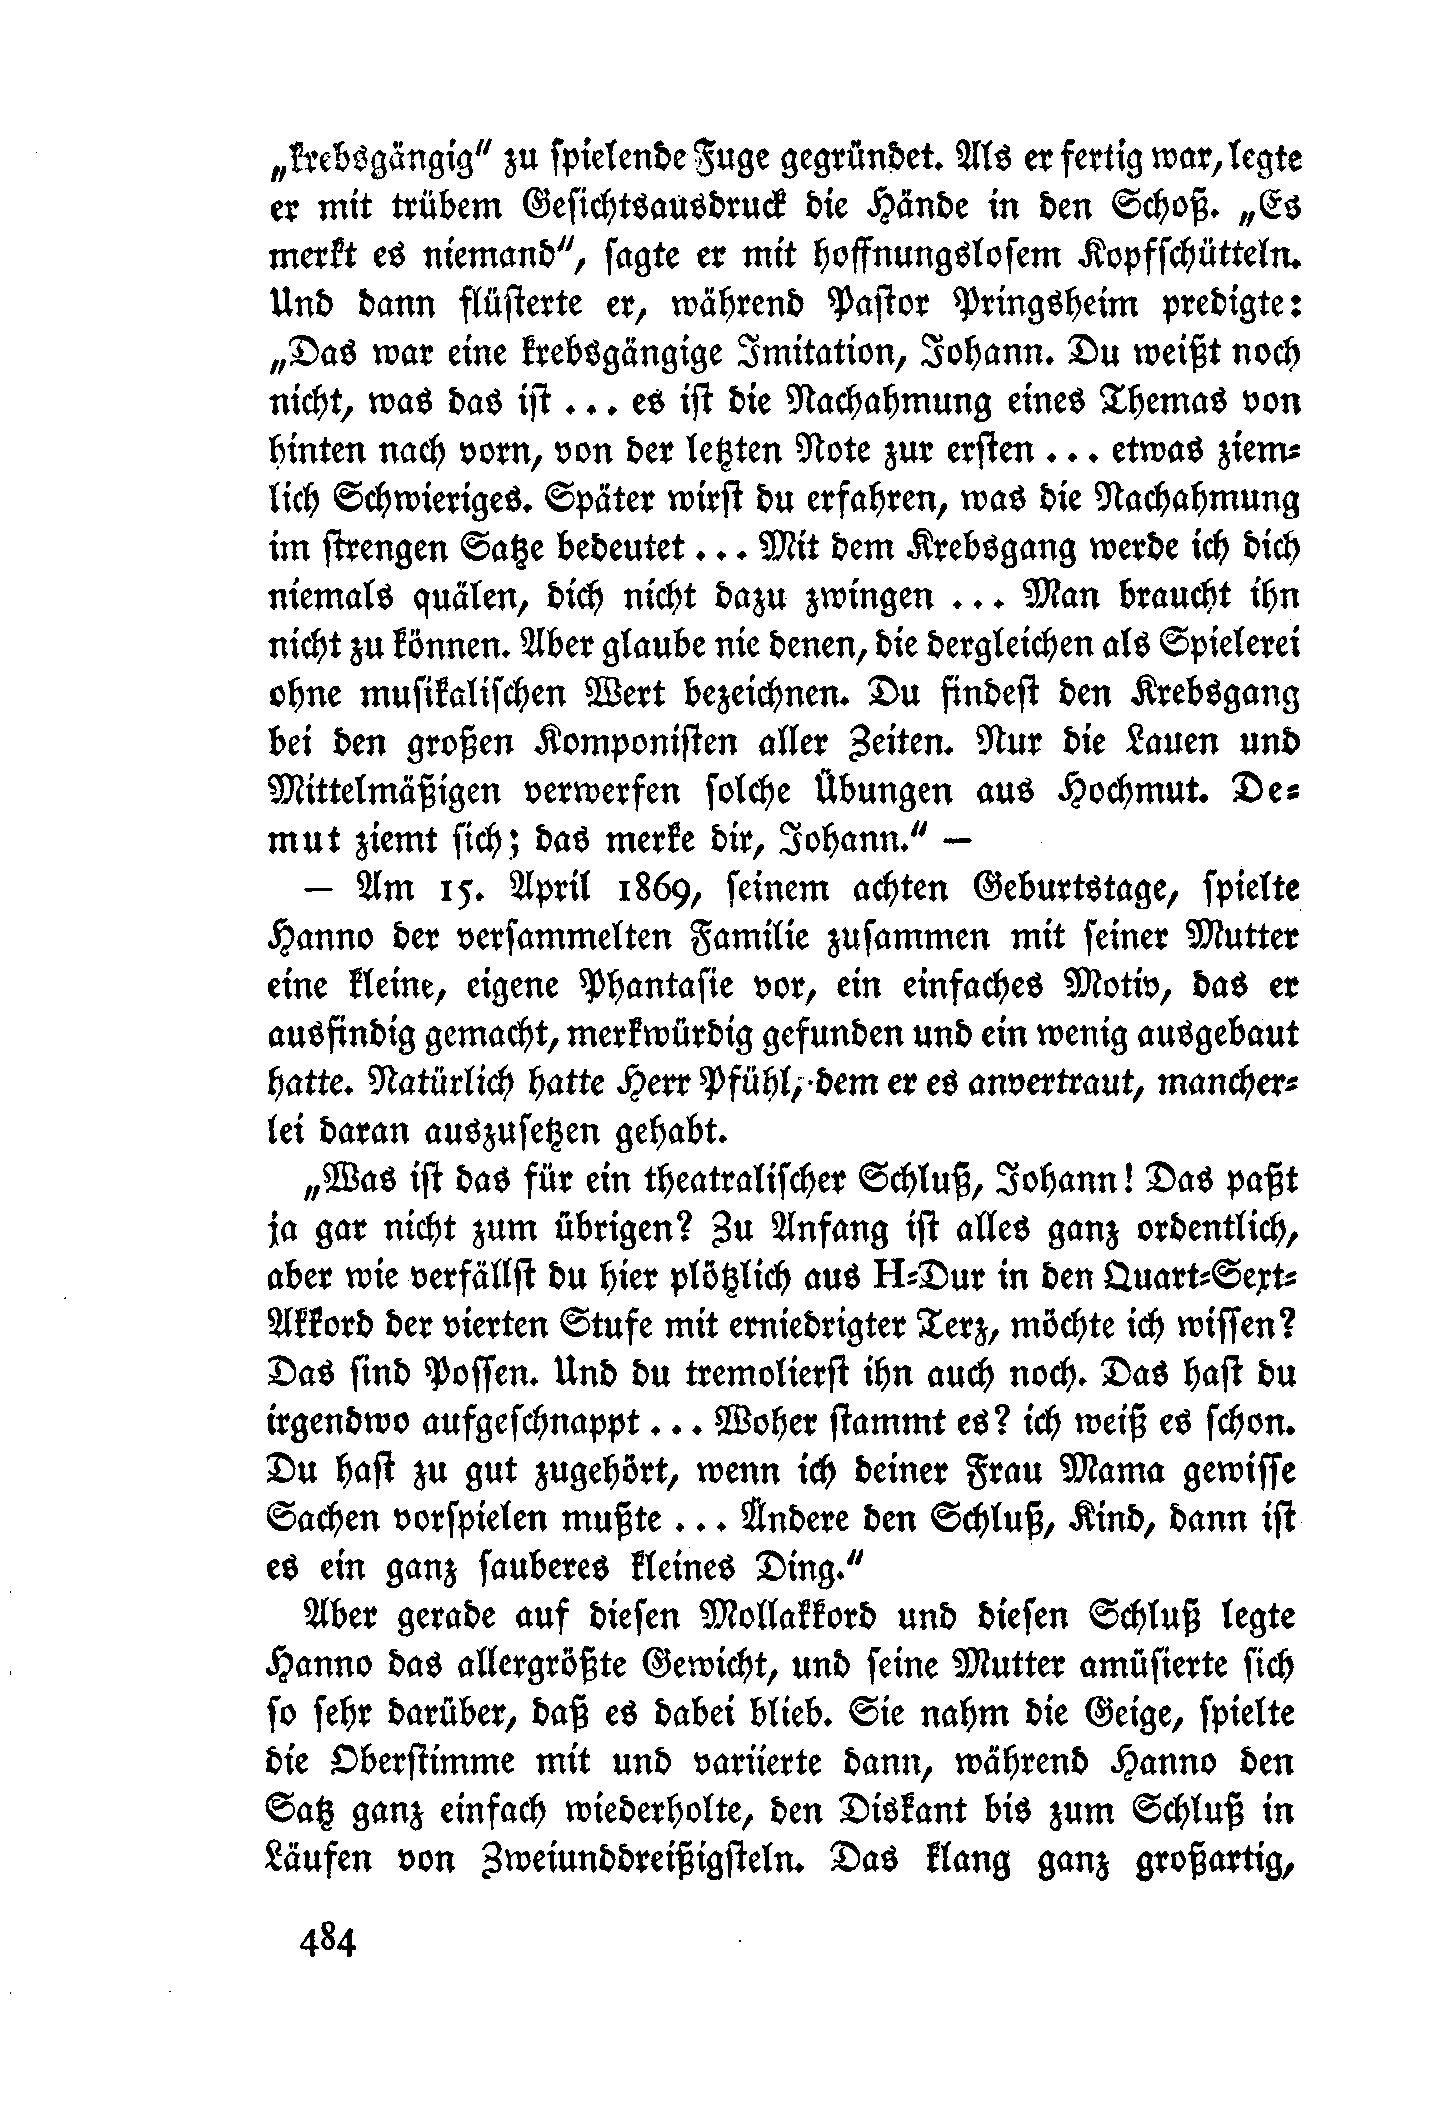 „krebsgängig“ zu spielende Fuge gegründet. Als er fertig war, legte
er mit trübem Gesichtsausdruck die Hände in den Schoß. „Es
merkt es niemand“, sagte er mit hoffnungslosem Kopfschütteln.
Und dann flüsterte er, während Pastor Pringsheim predigte:
„Das war eine krebsgängige Imitation, Johann. Du weißt noch
nicht, was das ist ... es ist die Nachahmung eines Themas von
hinten nach vorn, von der letzten Note zur ersten ... etwas ziem-
lich Schwieriges. Später wirst du erfahren, was die Nachahmung
im strengen Satze bedeutet ... Mit dem Krebsgang werde ich dich
niemals quälen, dich nicht dazu zwingen ... Man braucht ihn
nicht zu können. Aber glaube nie denen, die dergleichen als Spielerei
ohne musikalischen Wert bezeichnen. Du findest den Krebsgang
bei den großen Komponisten aller Zeiten. Nur die Lauen und
Mittelmäßigen verwerfen solche Übungen aus Hochmut. De-
mut ziemt sich; das merke dir, Johann.“ —
— Am 15. April 1869, seinem achten Geburtstage, spielte
Hanno der versammelten Familie zusammen mit seiner Mutter
eine kleine, eigene Phantasie vor, ein einfaches Motiv, das er
ausfindig gemacht, merkwürdig gefunden und ein wenig ausgebaut
hatte. Natürlich hatte Herr Pfühl, dem er es anvertraut, mancher-
lei daran auszusetzen gehabt.
„Was ist das für ein theatralischer Schluß, Johann! Das paßt
ja gar nicht zum übrigen? Zu Anfang ist alles ganz ordentlich,
aber wie verfällst du hier plötzlich aus H-Dur in den Quart-Sext-
Akkord der vierten Stufe mit erniedrigter Terz, möchte ich wissen?
Das sind Possen. Und du tremolierst ihn auch noch. Das hast du
irgendwo aufgeschnappt ... Woher stammt es? ich weiß es schon.
Du hast zu gut zugehört, wenn ich deiner Frau Mama gewisse
Sachen vorspielen mußte ... Ändere den Schluß, Kind, dann ist
es ein ganz sauberes kleines Ding.“
Aber gerade auf diesen Mollakkord und diesen Schluß legte
Hanno das allergrößte Gewicht, und seine Mutter amüsierte sich
so sehr darüber, daß es dabei blieb. Sie nahm die Geige, spielte
die Oberstimme mit und variierte dann, während Hanno den
Satz ganz einfach wiederholte, den Diskant bis zum Schluß in
Läufen von Zweiunddreißigsteln. Das klang ganz großartig,
484